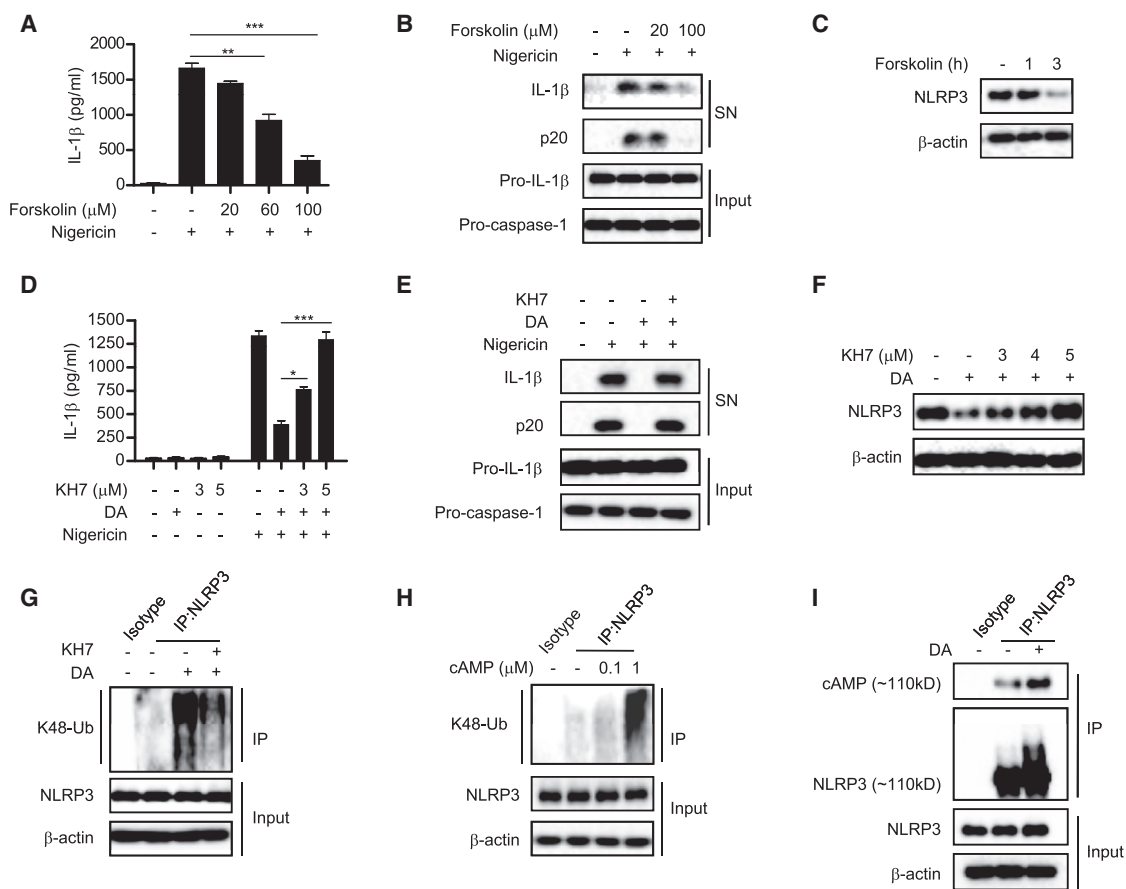 A
***
**
IL-1β (pg/ml)
2000
1500
1000
500
0
Forskolin (μM) - - 20 60 100
Nigericin - + + + +
B
Forskolin (μM) - - 20 100
Nigericin - + + +
IL-1β
p20
SN
Pro-IL-1β
Pro-caspase-1
Input
C
Forskolin (h) - 1 3
NLRP3
β-actin
D
***
*
IL-1β (pg/ml)
1500
1250
1000
750
500
250
0
KH7 (μM) - - 3 5 - - 3 5
DA - + - - - + + +
Nigericin - - - - + + + +
E
KH7 - - - +
DA - - + +
Nigericin - + + +
IL-1β
p20
SN
Pro-IL-1β
Pro-caspase-1
Input
F
KH7 (μM) - - 3 4 5
DA - + + + +
NLRP3
β-actin
G
Isotype
IP:NLRP3
KH7 - - - +
DA - - + +
K48-Ub
IP
NLRP3
β-actin
Input
H
Isotype
IP:NLRP3
cAMP (μM) - - 0.1 1
K48-Ub
IP
NLRP3
β-actin
Input
I
Isotype
IP:NLRP3
DA - - +
cAMP (~110kD)
NLRP3 (~110kD)
IP
NLRP3
β-actin
Input